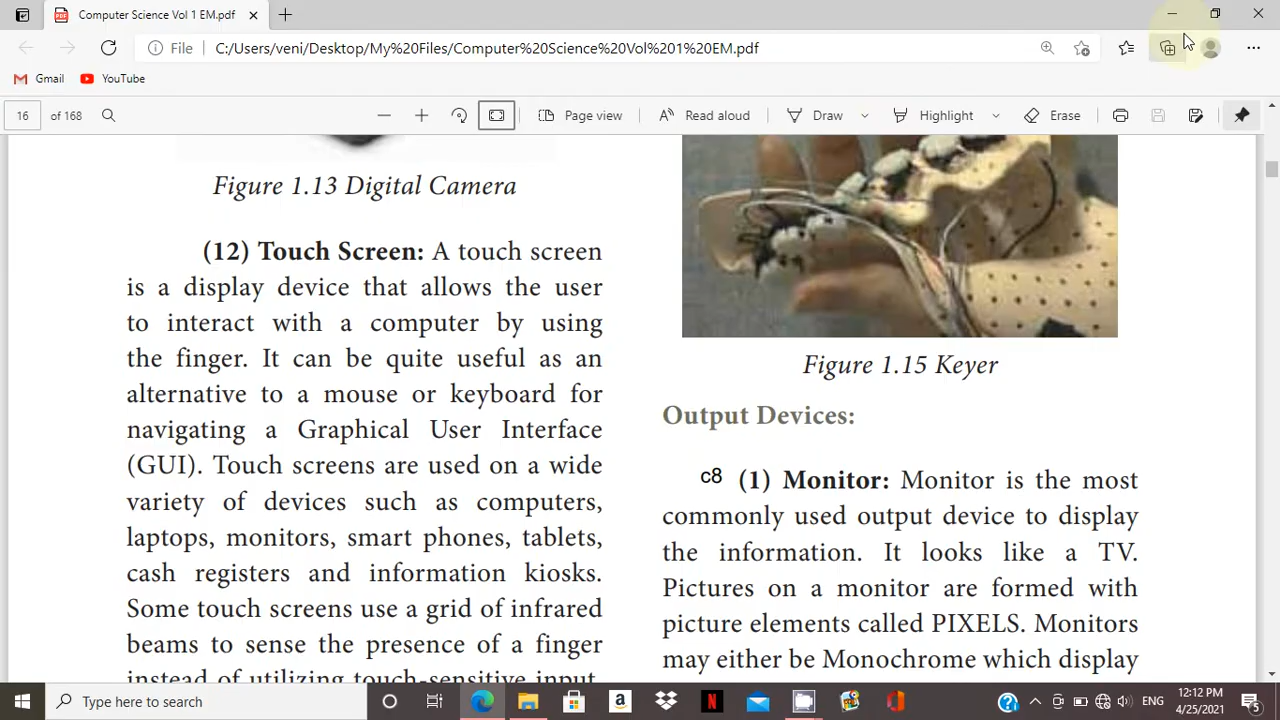 Computer Science Vol 1 EM.pdf
File
C:/Users/veni/Desktop/My%20Files/Computer%20Science%20Vol%201%20EM.pdf
Gmail
YouTube
16
of 168
Page view
Read aloud
Draw
Highlight
Erase
Figure 1.13 Digital Camera
(12) Touch Screen: A touch screen
is a display device that allows the user
to interact with a computer by using
the finger. It can be quite useful as an
alternative to a mouse or keyboard for
navigating a Graphical User Interface
(GUI). Touch screens are used on a wide
variety of devices such as computers,
laptops, monitors, smart phones, tablets,
cash registers and information kiosks.
Some touch screens use a grid of infrared
beams to sense the presence of a finger
instead of utilizing touch-sensitive input.
Figure 1.15 Keyer
Output Devices:
c8 (1) Monitor: Monitor is the most
commonly used output device to display
the information. It looks like a TV.
Pictures on a monitor are formed with
picture elements called PIXELS. Monitors
may either be Monochrome which display
Type here to search
ENG
12:12 PM
4/25/2021
5